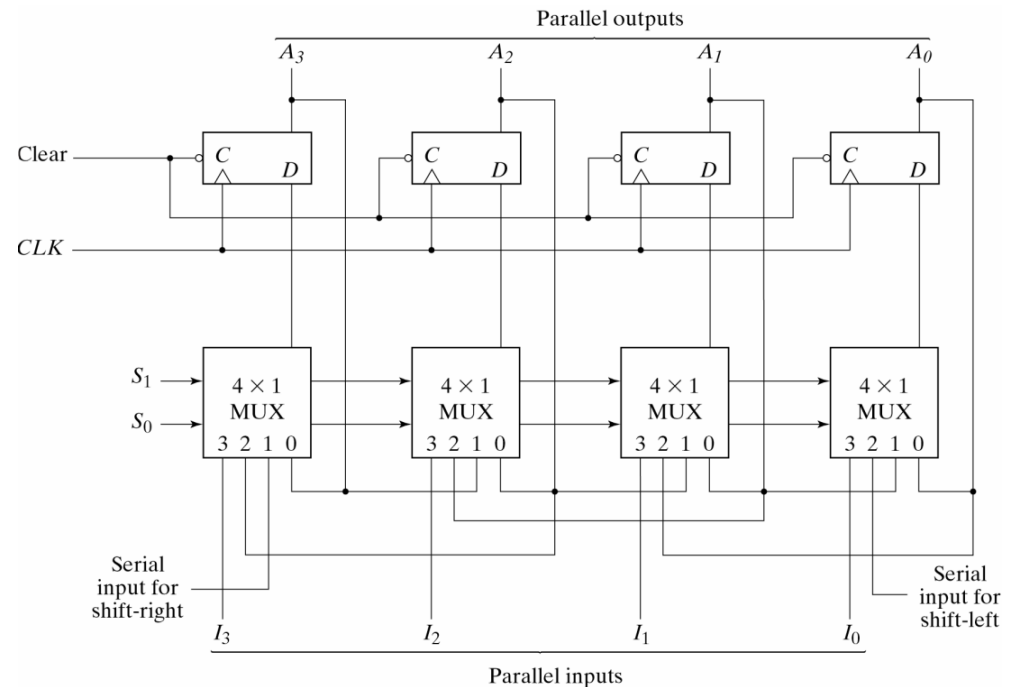 Parallel outputs
A₃ A₂ A₁ A₀
Clear C C C C
D D D D
CLK
S₁ 4 × 1 4 × 1 4 × 1 4 × 1
S₀ MUX MUX MUX MUX
3 2 1 0 3 2 1 0 3 2 1 0 3 2 1 0
Serial
input for
shift-right
Serial
input for
shift-left
I₃ I₂ I₁ I₀
Parallel inputs